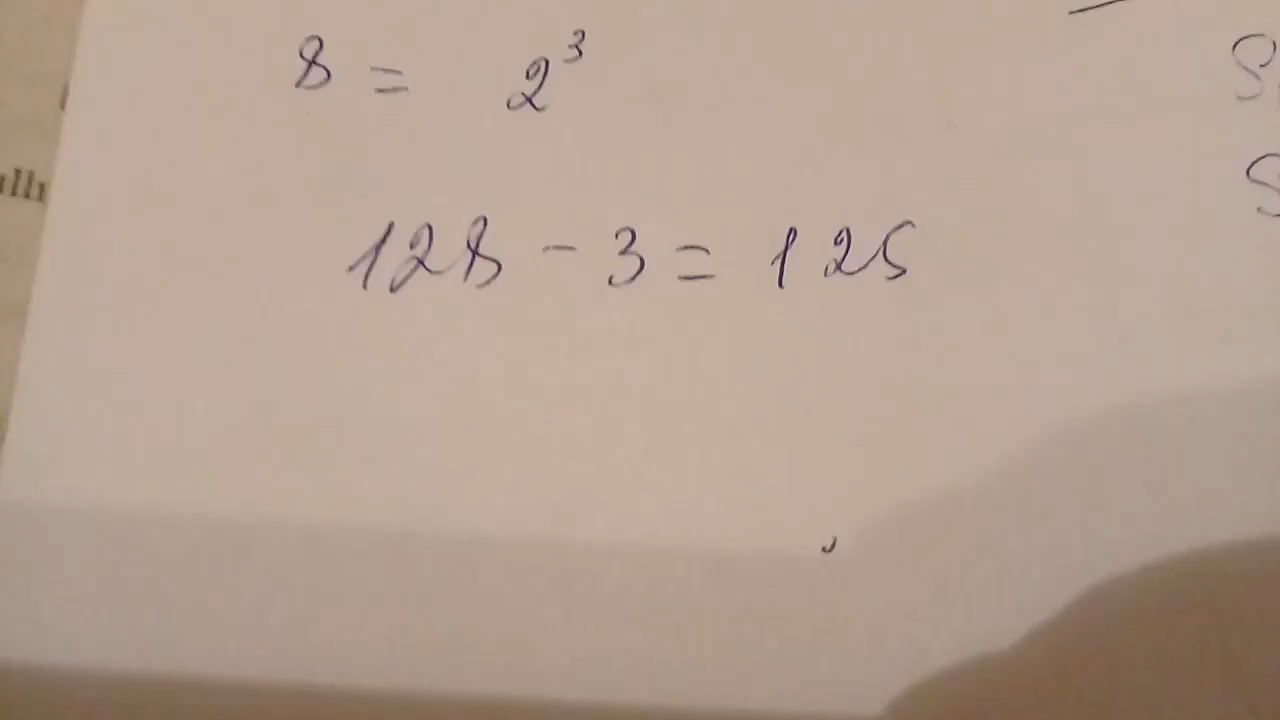 8 = 2³
128 - 3 = 125